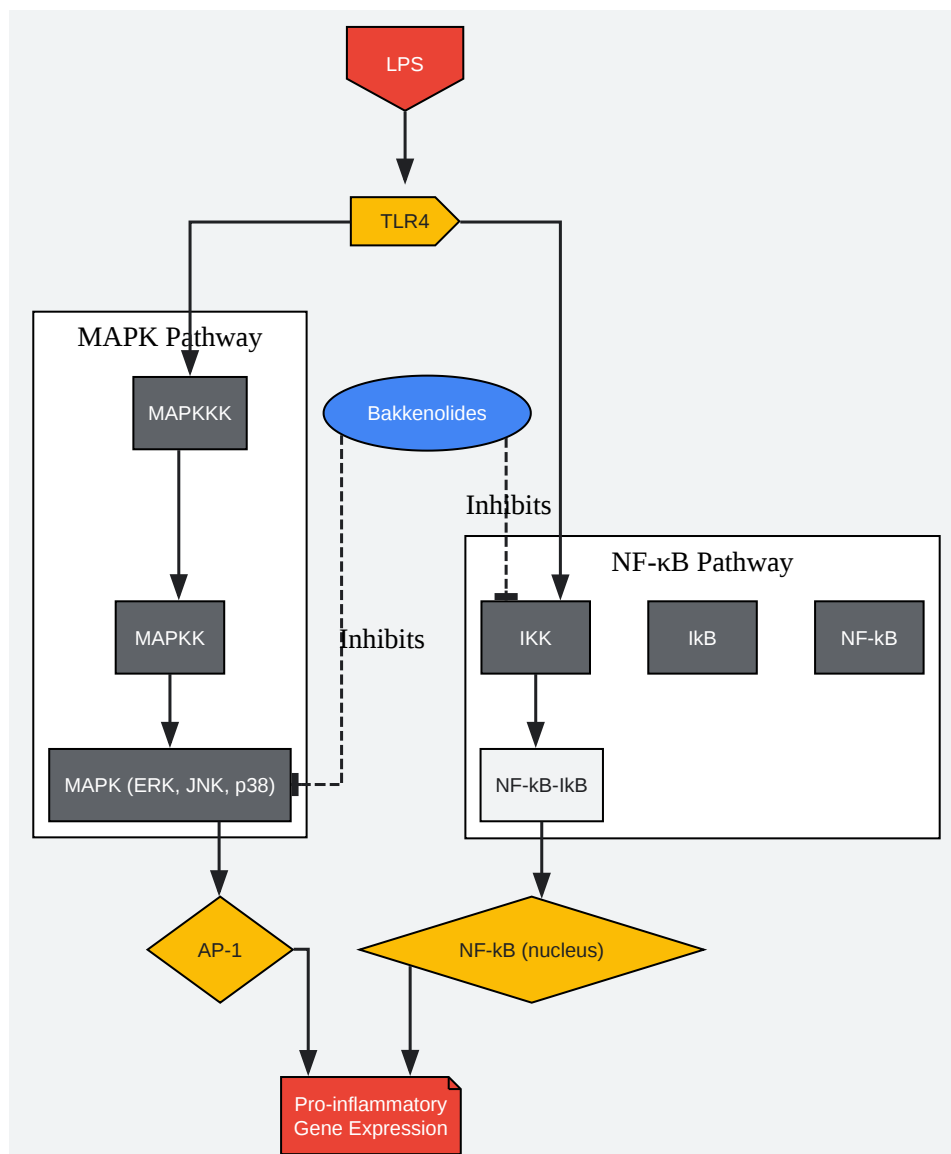 LPS
TLR4
MAPK Pathway
MAPKKK
Bakkenolides
Inhibits
NF-κB Pathway
MAPKK
Inhibits
IKK
IkB
NF-kB
MAPK (ERK, JNK, p38)
NF-kB-IkB
AP-1
NF-kB (nucleus)
Pro-inflammatory
Gene Expression